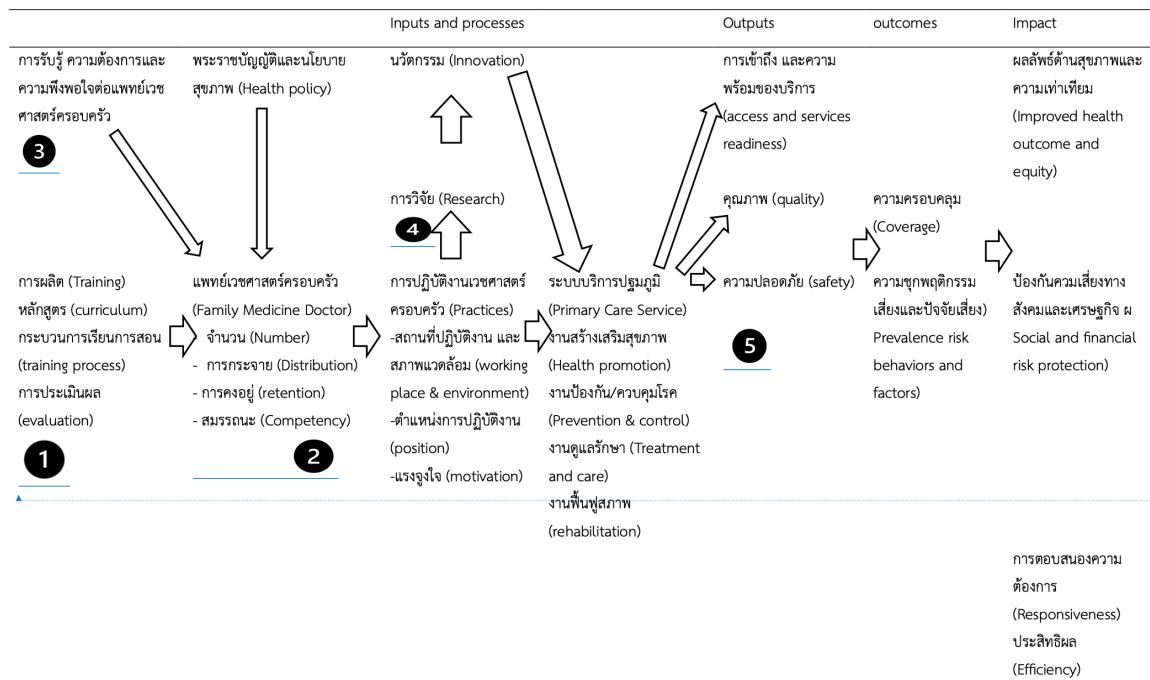 Inputs and processes
Outputs
outcomes
Impact
การรับรู้ ความต้องการและ
ความพึงพอใจต่อแพทย์เวช
ศาสตร์ครอบครัว
3
พระราชบัญญัติและนโยบาย
สุขภาพ (Health policy)
นวัตกรรม (Innovation)
การเข้าถึง และความ
พร้อมของบริการ
(access and services
readiness)
ผลลัพธ์ด้านสุขภาพและ
ความเท่าเทียม
(Improved health
outcome and
equity)
การวิจัย (Research)
4
คุณภาพ (quality)
ความครอบคลุม
(Coverage)
การผลิต (Training)
หลักสูตร (curriculum)
กระบวนการเรียนการสอน
(training process)
การประเมินผล
(evaluation)
1
แพทย์เวชศาสตร์ครอบครัว
(Family Medicine Doctor)
- จำนวน (Number)
- การกระจาย (Distribution)
- การคงอยู่ (retention)
- สมรรถนะ (Competency)
2
การปฏิบัติงานเวชศาสตร์
ครอบครัว (Practices)
-สถานที่ปฏิบัติงาน และ
สภาพแวดล้อม (working
place & environment)
-ตำแหน่งการปฏิบัติงาน
(position)
-แรงจูงใจ (motivation)
ระบบบริการปฐมภูมิ
(Primary Care Service)
งานสร้างเสริมสุขภาพ
(Health promotion)
งานป้องกัน/ควบคุมโรค
(Prevention & control)
งานดูแลรักษา (Treatment
and care)
งานฟื้นฟูสภาพ
(rehabilitation)
ความปลอดภัย (safety)
5
ความชุกพฤติกรรม
เสี่ยงและปัจจัยเสี่ยง)
Prevalence risk
behaviors and
factors)
ป้องกันควมเสี่ยงทาง
สังคมและเศรษฐกิจ ผ
Social and financial
risk protection)
การตอบสนองความ
ต้องการ
(Responsiveness)
ประสิทธิผล
(Efficiency)